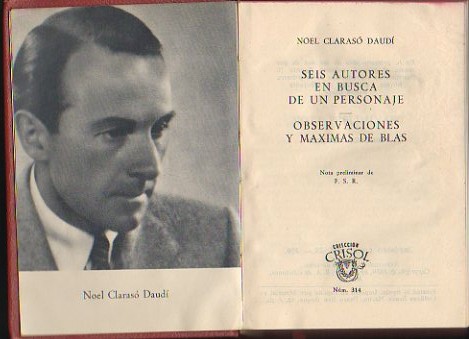 Noel Clarasó Daudí
NOEL CLARASÓ DAUDÍ
SEIS AUTORES
EN BUSCA
DE UN PERSONAJE
OBSERVACIONES
Y MAXIMAS DE BLAS
Nota preliminar de
F. S. R.
COLECCIÓN
CRISOL
Núm. 314